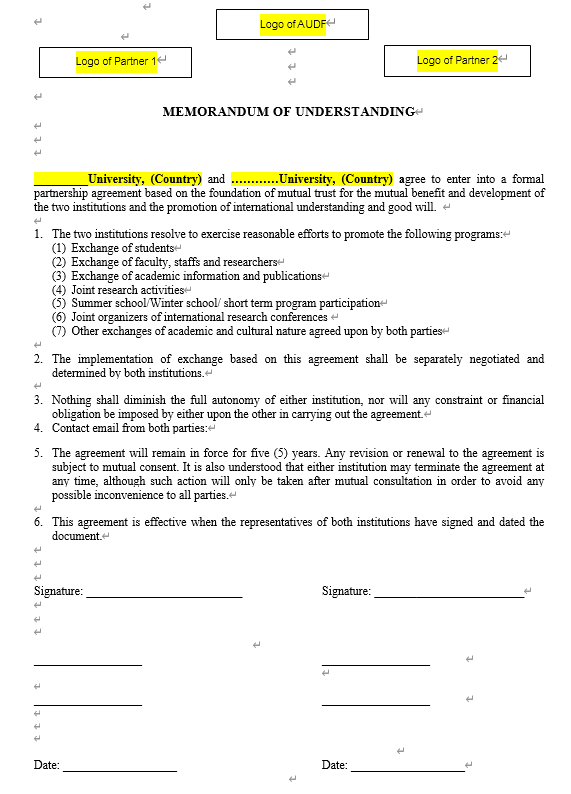 Logo of AUDF
Logo of Partner 1
Logo of Partner 2
MEMORANDUM OF UNDERSTANDING
_________University, (Country) and …………University, (Country) agree to enter into a formal
partnership agreement based on the foundation of mutual trust for the mutual benefit and development of
the two institutions and the promotion of international understanding and good will.
1. The two institutions resolve to exercise reasonable efforts to promote the following programs:
(1) Exchange of students
(2) Exchange of faculty, staffs and researchers
(3) Exchange of academic information and publications
(4) Joint research activities
(5) Summer school/Winter school/ short term program participation
(6) Joint organizers of international research conferences
(7) Other exchanges of academic and cultural nature agreed upon by both parties
2. The implementation of exchange based on this agreement shall be separately negotiated and
determined by both institutions.
3. Nothing shall diminish the full autonomy of either institution, nor will any constraint or financial
obligation be imposed by either upon the other in carrying out the agreement.
4. Contact email from both parties:
5. The agreement will remain in force for five (5) years. Any revision or renewal to the agreement is
subject to mutual consent. It is also understood that either institution may terminate the agreement at
any time, although such action will only be taken after mutual consultation in order to avoid any
possible inconvenience to all parties.
6. This agreement is effective when the representatives of both institutions have signed and dated the
document.
Signature: __________________________ Signature: _________________________
__________________ __________________
__________________ __________________
Date: ___________________ Date: ___________________